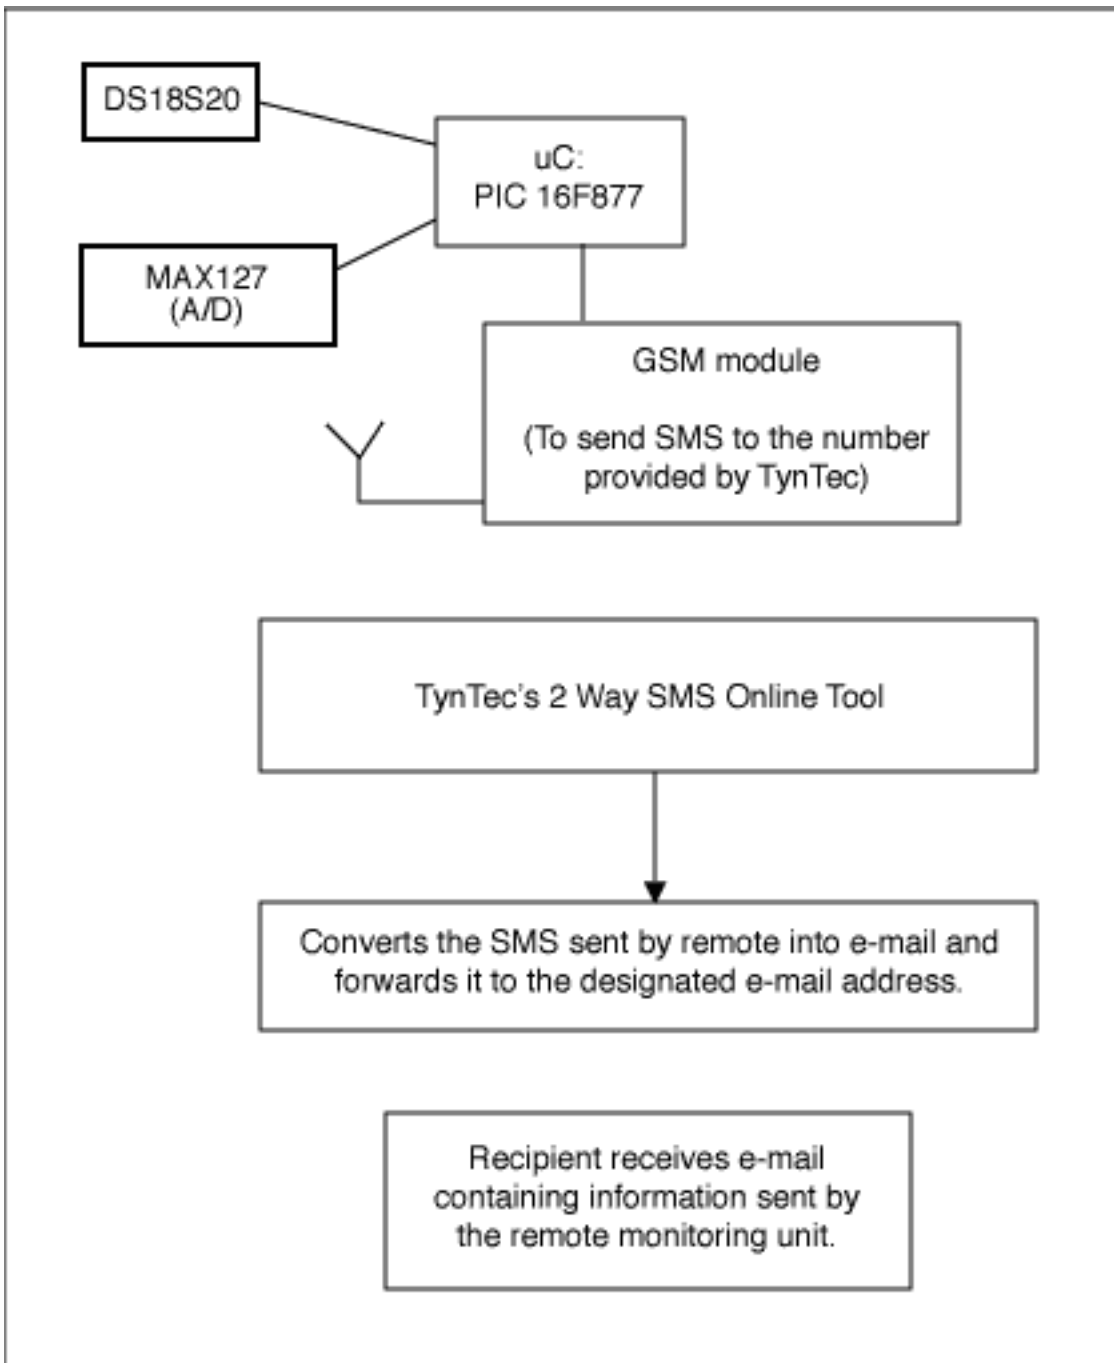 DS18S20
uC:
PIC 16F877
MAX127
(A/D)
GSM module
(To send SMS to the number
provided by TynTec)
TynTec's 2 Way SMS Online Tool
Converts the SMS sent by remote into e-mail and
forwards it to the designated e-mail address.
Recipient receives e-mail
containing information sent by
the remote monitoring unit.